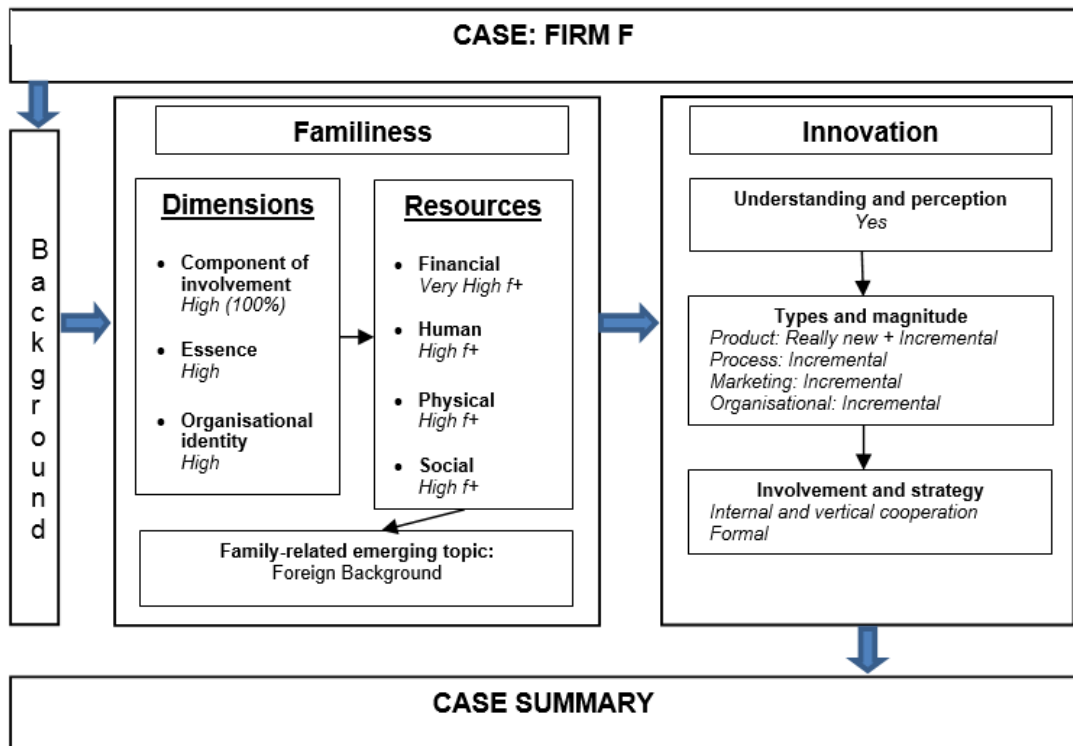 CASE: FIRM F
Background
Familiness
Dimensions
• Component of
involvement
High (100%)
• Essence
High
• Organisational
identity
High
Resources
• Financial
Very High f+
• Human
High f+
• Physical
High f+
• Social
High f+
Family-related emerging topic:
Foreign Background
Innovation
Understanding and perception
Yes
Types and magnitude
Product: Really new + Incremental
Process: Incremental
Marketing: Incremental
Organisational: Incremental
Involvement and strategy
Internal and vertical cooperation
Formal
CASE SUMMARY